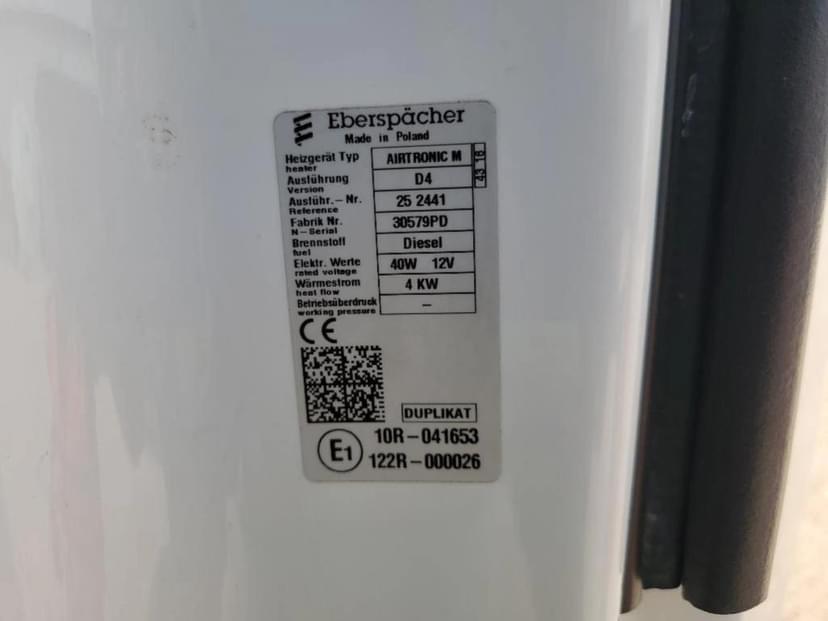 Eberspächer
Made in Poland
Heizgerät Typ AIRTRONIC M
heater
43 16
Ausführung D4
Version
Ausführ.-Nr. 25 2441
Reference
Fabrik Nr. 30579PD
N-Serial
Brennstoff Diesel
fuel
Elektr. Werte 40W 12V
rated voltage
Wärmestrom 4 KW
heat flow
Betriebsüberdruck –
working pressure
CE
DUPLIKAT
E1
10R-041653
122R-000026